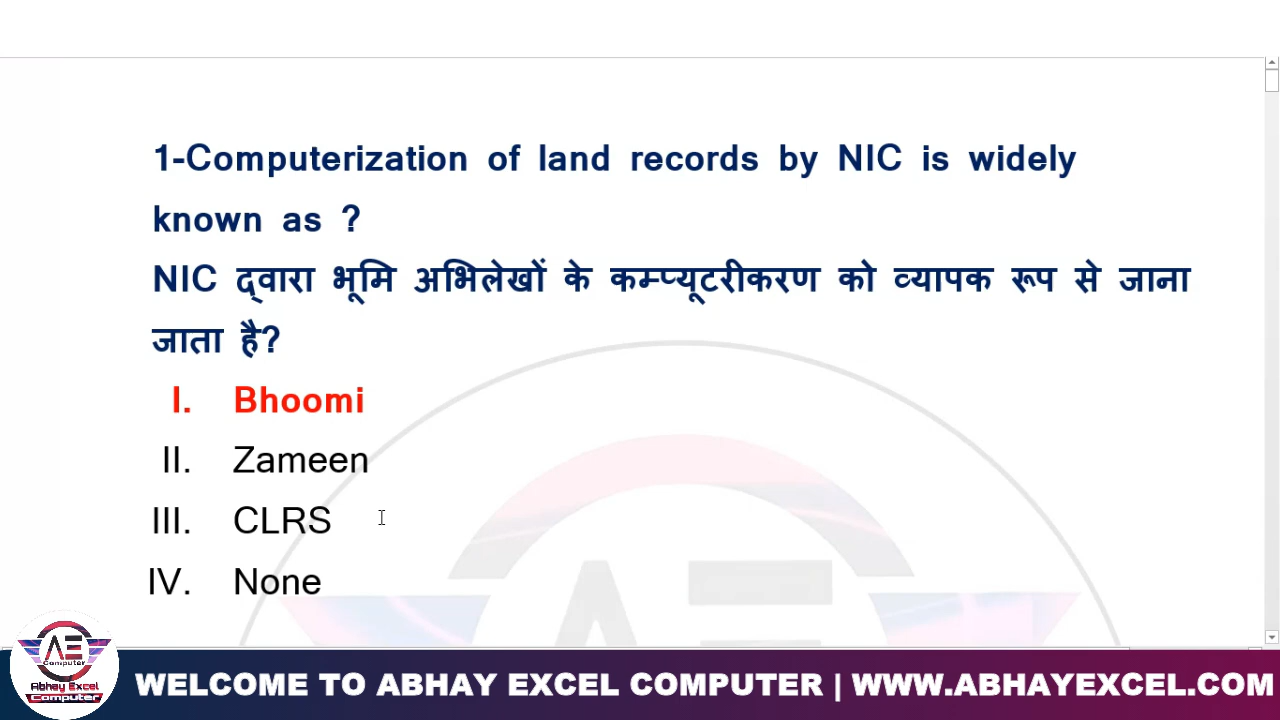 1-Computerization of land records by NIC is widely
known as ?
NIC द्वारा भूमि अभिलेखों के कम्प्यूटरीकरण को व्यापक रूप से जाना
जाता है?
I. Bhoomi
II. Zameen
III. CLRS
IV. None
AE
Computer
Abhay Excel
Computer
WELCOME TO ABHAY EXCEL COMPUTER | WWW.ABHAYEXCEL.COM